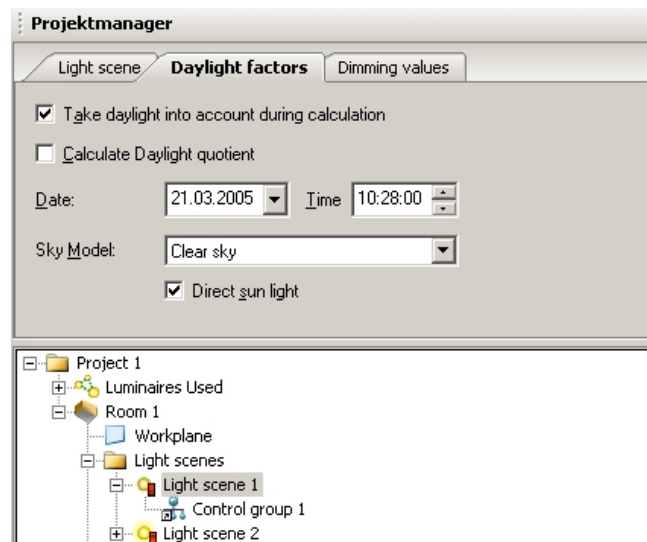 Projektmanager
Light scene Daylight factors Dimming values
Take daylight into account during calculation
Calculate Daylight quotient
Date: 21.03.2005 Time 10:28:00
Sky Model: Clear sky
Direct sun light
Project 1
Luminaires Used
Room 1
Workplane
Light scenes
Light scene 1
Control group 1
Light scene 2